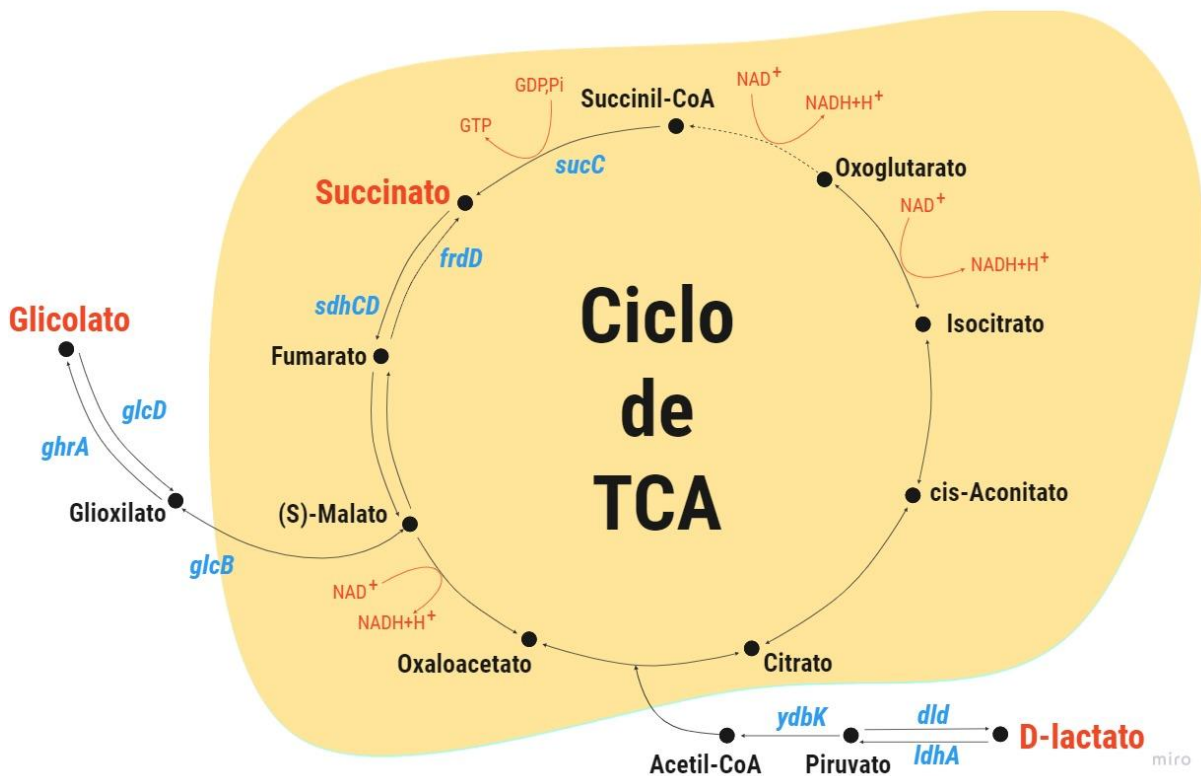 GDP,Pi
NAD+
Succinil-CoA
NADH+H+
GTP
sucC
Oxoglutarato
Succinato
NAD+
frdD
NADH+H+
sdhCD
Glicolato
Ciclo
de
TCA
Isocitrato
Fumarato
glcD
ghrA
cis-Aconitato
Glioxilato
(S)-Malato
glcB
NAD+
NADH+H+
Oxaloacetato
Citrato
ydbK
dld
D-lactato
ldhA
Acetil-CoA
Piruvato
miro